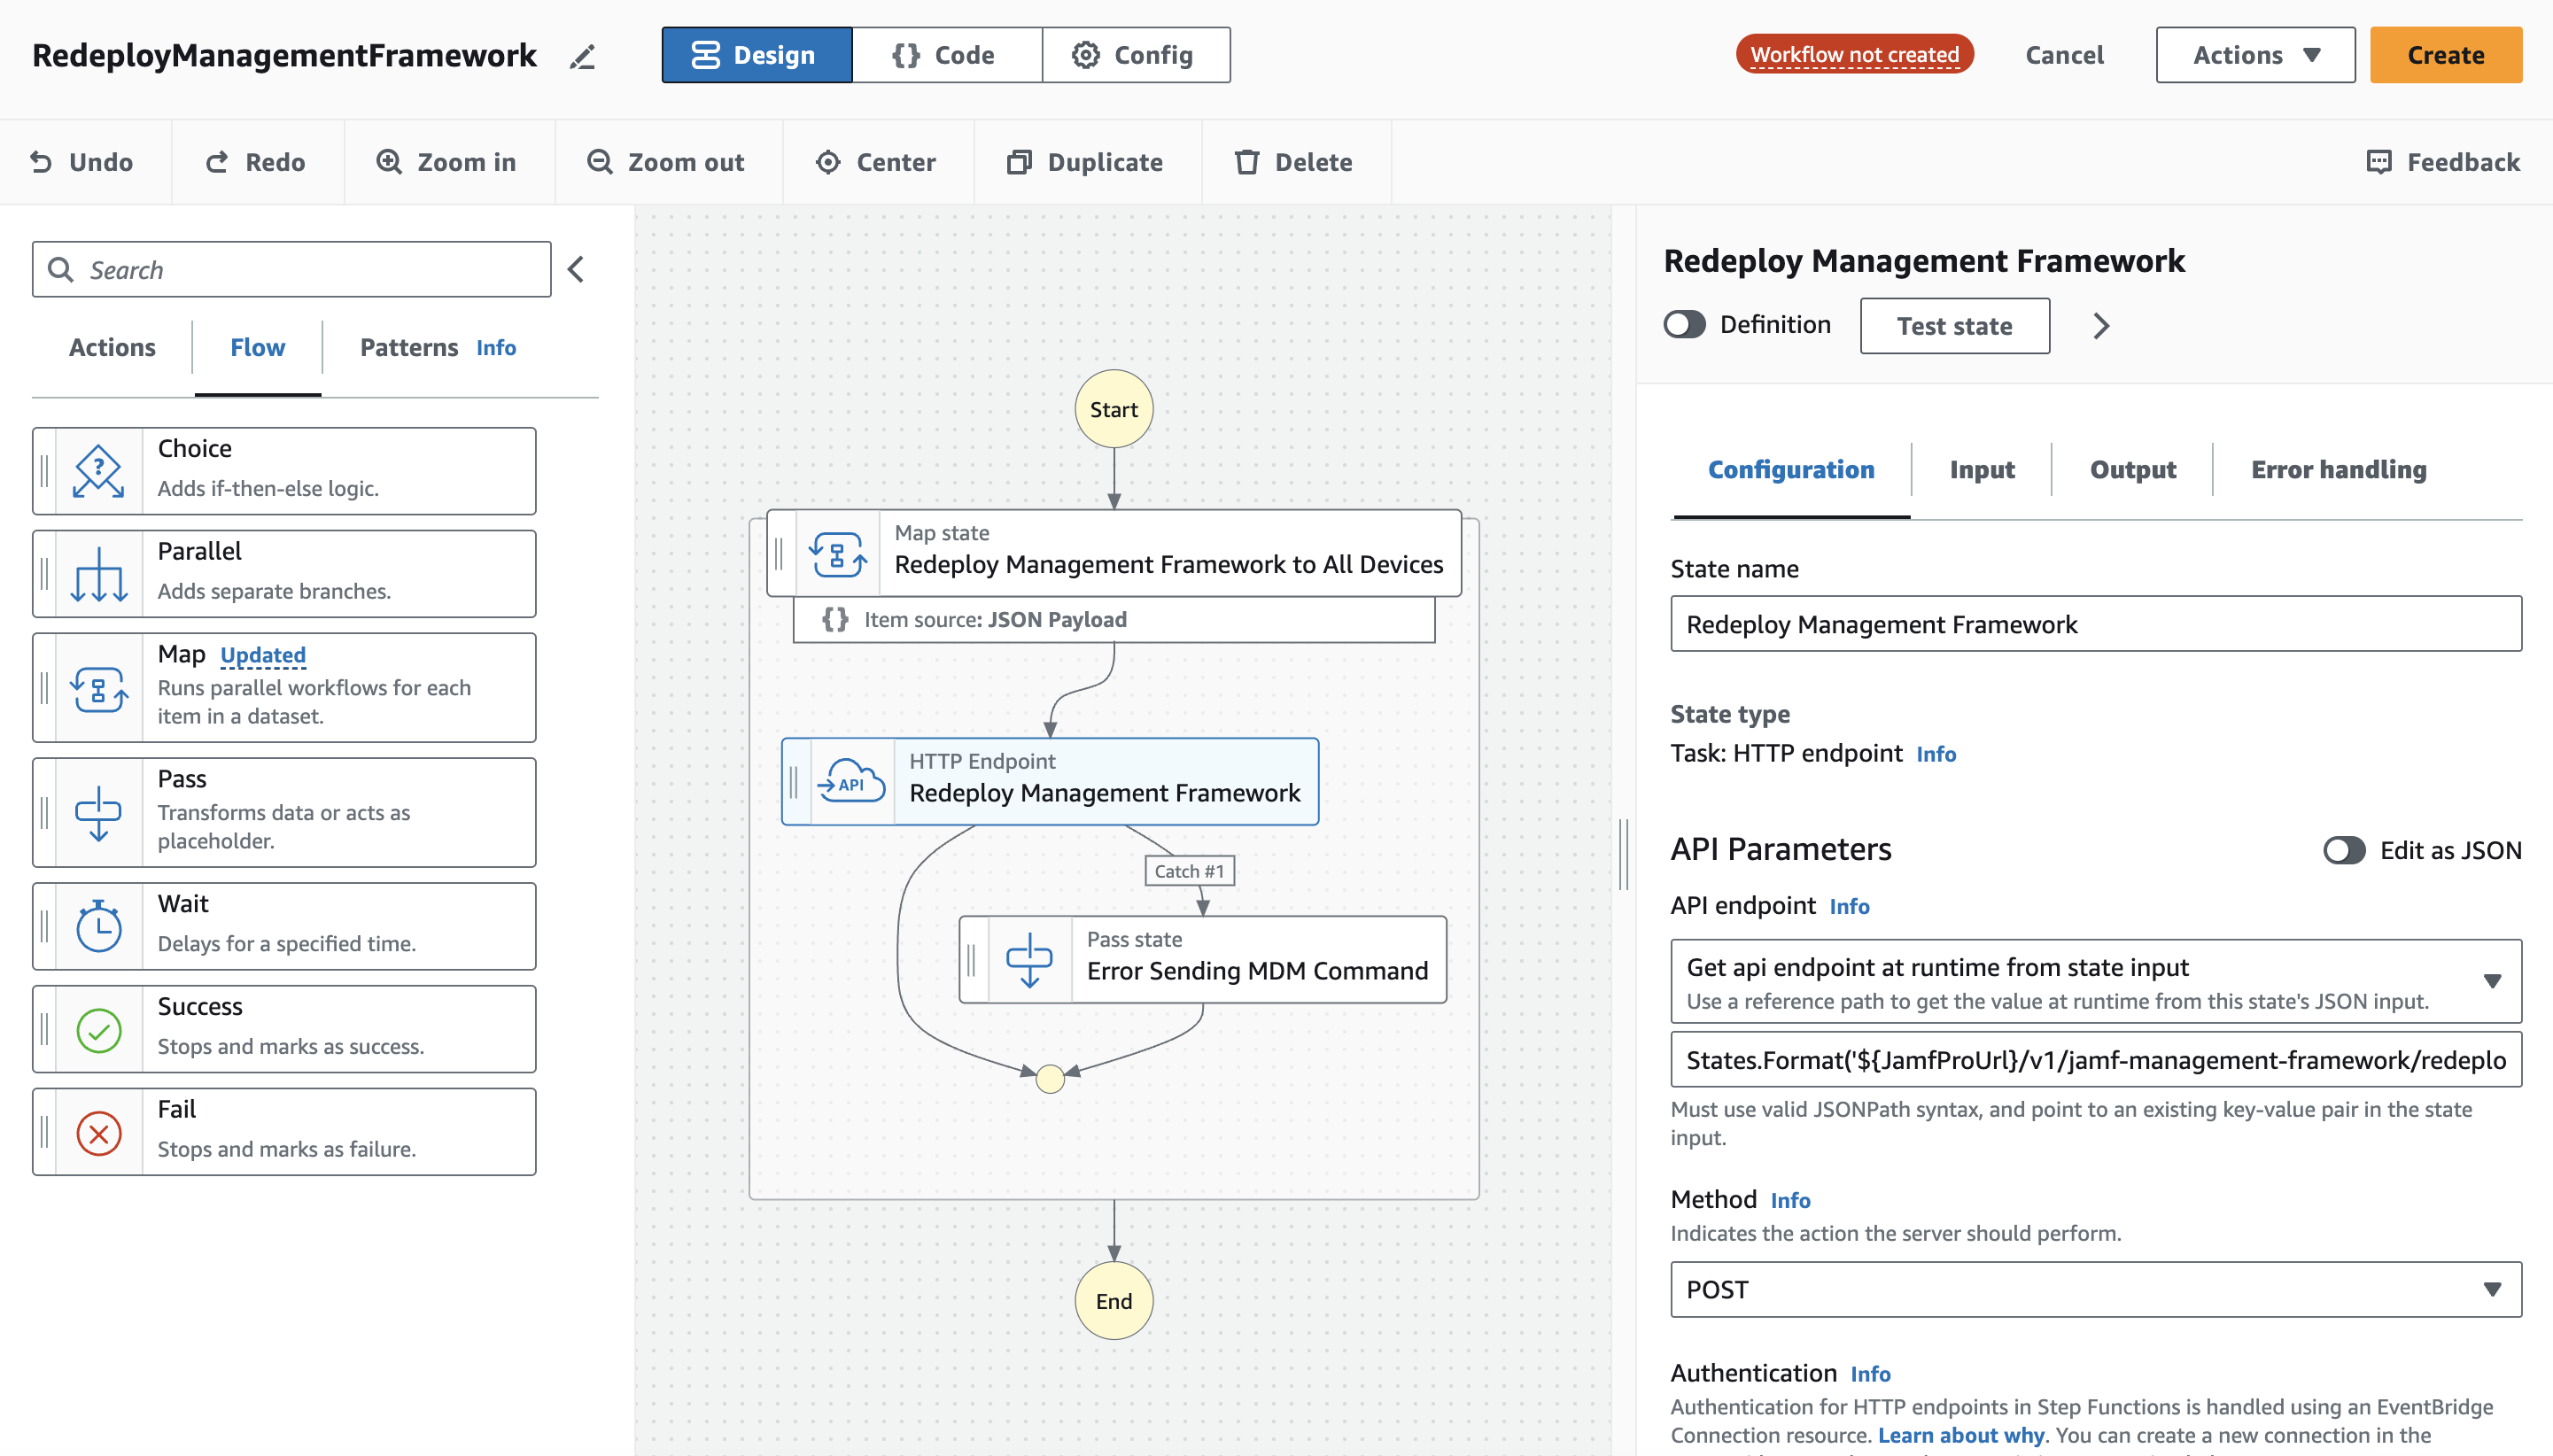 RedeployManagementFramework
Design
Code
Config
Workflow not created
Cancel
Actions
Create
Undo
Redo
Zoom in
Zoom out
Center
Duplicate
Delete
Feedback
Search
Actions
Flow
Patterns Info
Choice
Adds if-then-else logic.
Parallel
Adds separate branches.
Map Updated
Runs parallel workflows for each
item in a dataset.
Pass
Transforms data or acts as
placeholder.
Wait
Delays for a specified time.
Success
Stops and marks as success.
Fail
Stops and marks as failure.
Start
Map state
Redeploy Management Framework to All Devices
{} Item source: JSON Payload
HTTP Endpoint
API
Redeploy Management Framework
Catch #1
Pass state
Error Sending MDM Command
End
Redeploy Management Framework
Definition
Test state
Configuration
Input
Output
Error handling
State name
Redeploy Management Framework
State type
Task: HTTP endpoint Info
API Parameters
Edit as JSON
API endpoint Info
Get api endpoint at runtime from state input
Use a reference path to get the value at runtime from this state's JSON input.
States.Format('${JamfProUrl}/v1/jamf-management-framework/redeplo
Must use valid JSONPath syntax, and point to an existing key-value pair in the state
input.
Method Info
Indicates the action the server should perform.
POST
Authentication Info
Authentication for HTTP endpoints in Step Functions is handled using an EventBridge
Connection resource. Learn about why. You can create a new connection in the